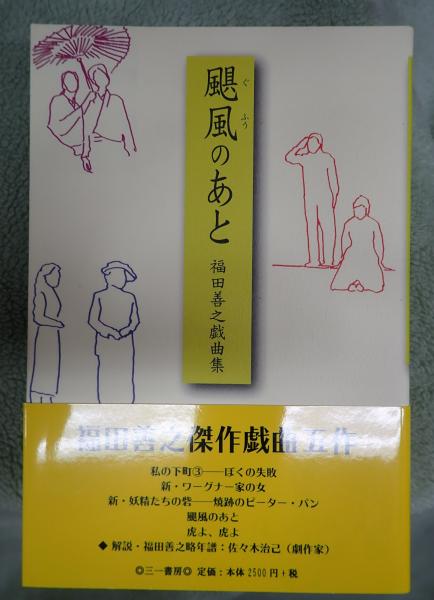 颶風のあと
ぐふう
福田善之戯曲集
福田善之傑作戯曲五作
私の下町③──ぼくの失敗
新・ワーグナー家の女
新・妖精たちの砦──焼跡のピーター・パン
颶風のあと
虎よ、虎よ
◆ 解説・福田善之略年譜：佐々木治己（劇作家）
◎三一書房◎ 定価：本体 2500円＋税